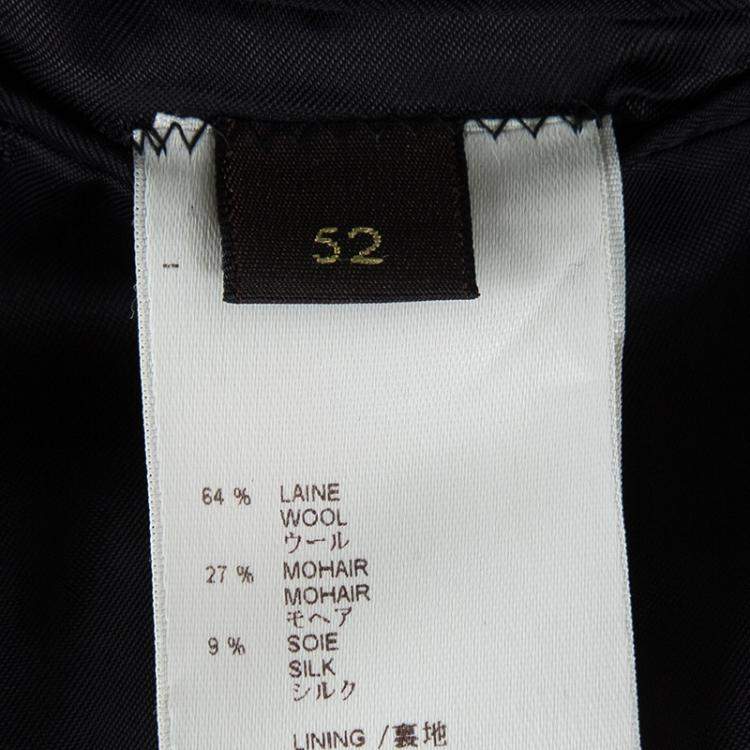 52
64 % LAINE
WOOL
ウール
27 % MOHAIR
MOHAIR
モヘア
9 % SOIE
SILK
シルク
LINING / 裏地